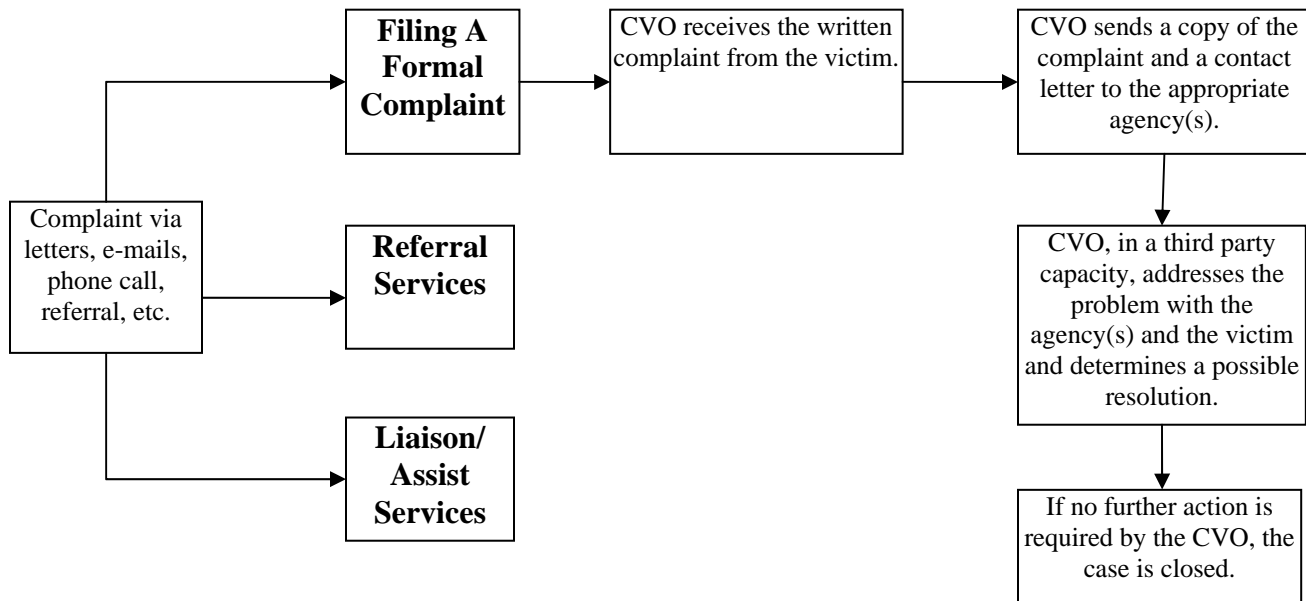 Filing A
Formal
Complaint
CVO receives the written
complaint from the victim.
CVO sends a copy of the
complaint and a contact
letter to the appropriate
agency(s).
Complaint via
letters, e-mails,
phone call,
referral, etc.
Referral
Services
CVO, in a third party
capacity, addresses the
problem with the
agency(s) and the victim
and determines a possible
resolution.
Liaison/
Assist
Services
If no further action is
required by the CVO, the
case is closed.